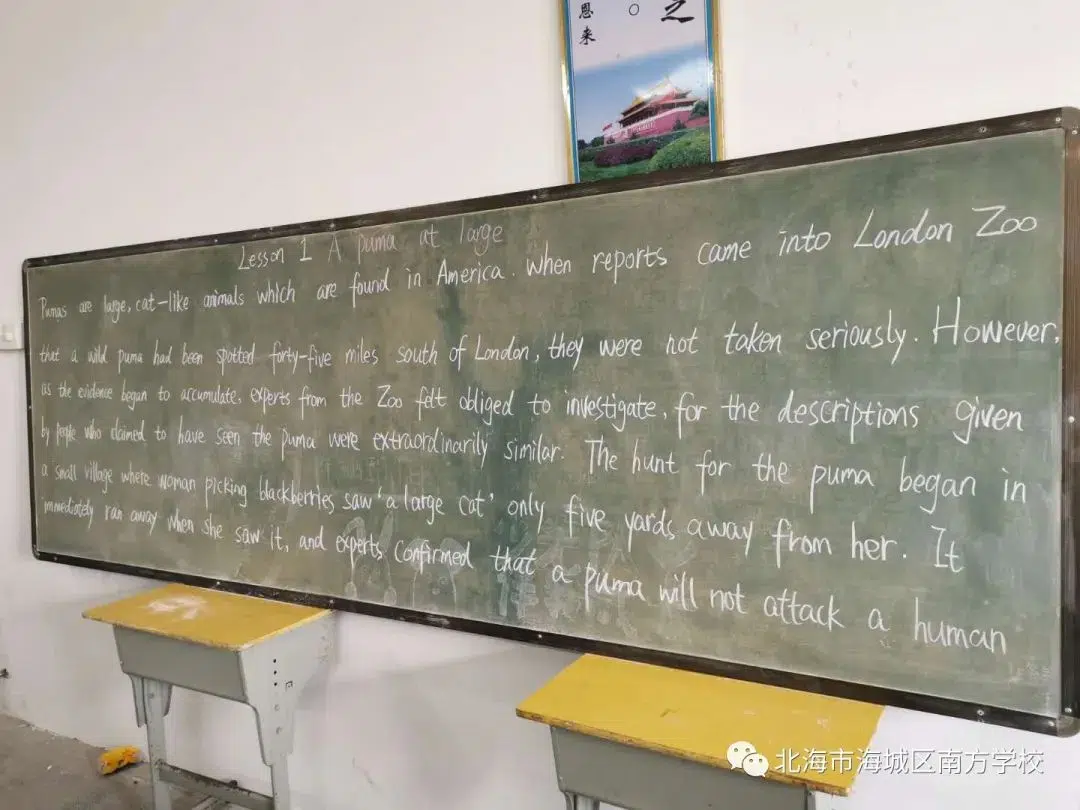 恩 。 之
来
Lesson 1 A puma at large
Pumas are large, cat-like animals which are found in America. When reports came into London Zoo
that a wild puma had been spotted forty-five miles south of London, they were not taken seriously. However,
as the evidence began to accumulate, experts from the Zoo felt obliged to investigate, for the descriptions given
by people who claimed to have seen the puma were extraordinarily similar. The hunt for the puma began in
a small village where woman picking blackberries saw 'a large cat' only five yards away from her. It
immediately ran away when she saw it, and experts confirmed that a puma will not attack a human
北海市海城区南方学校